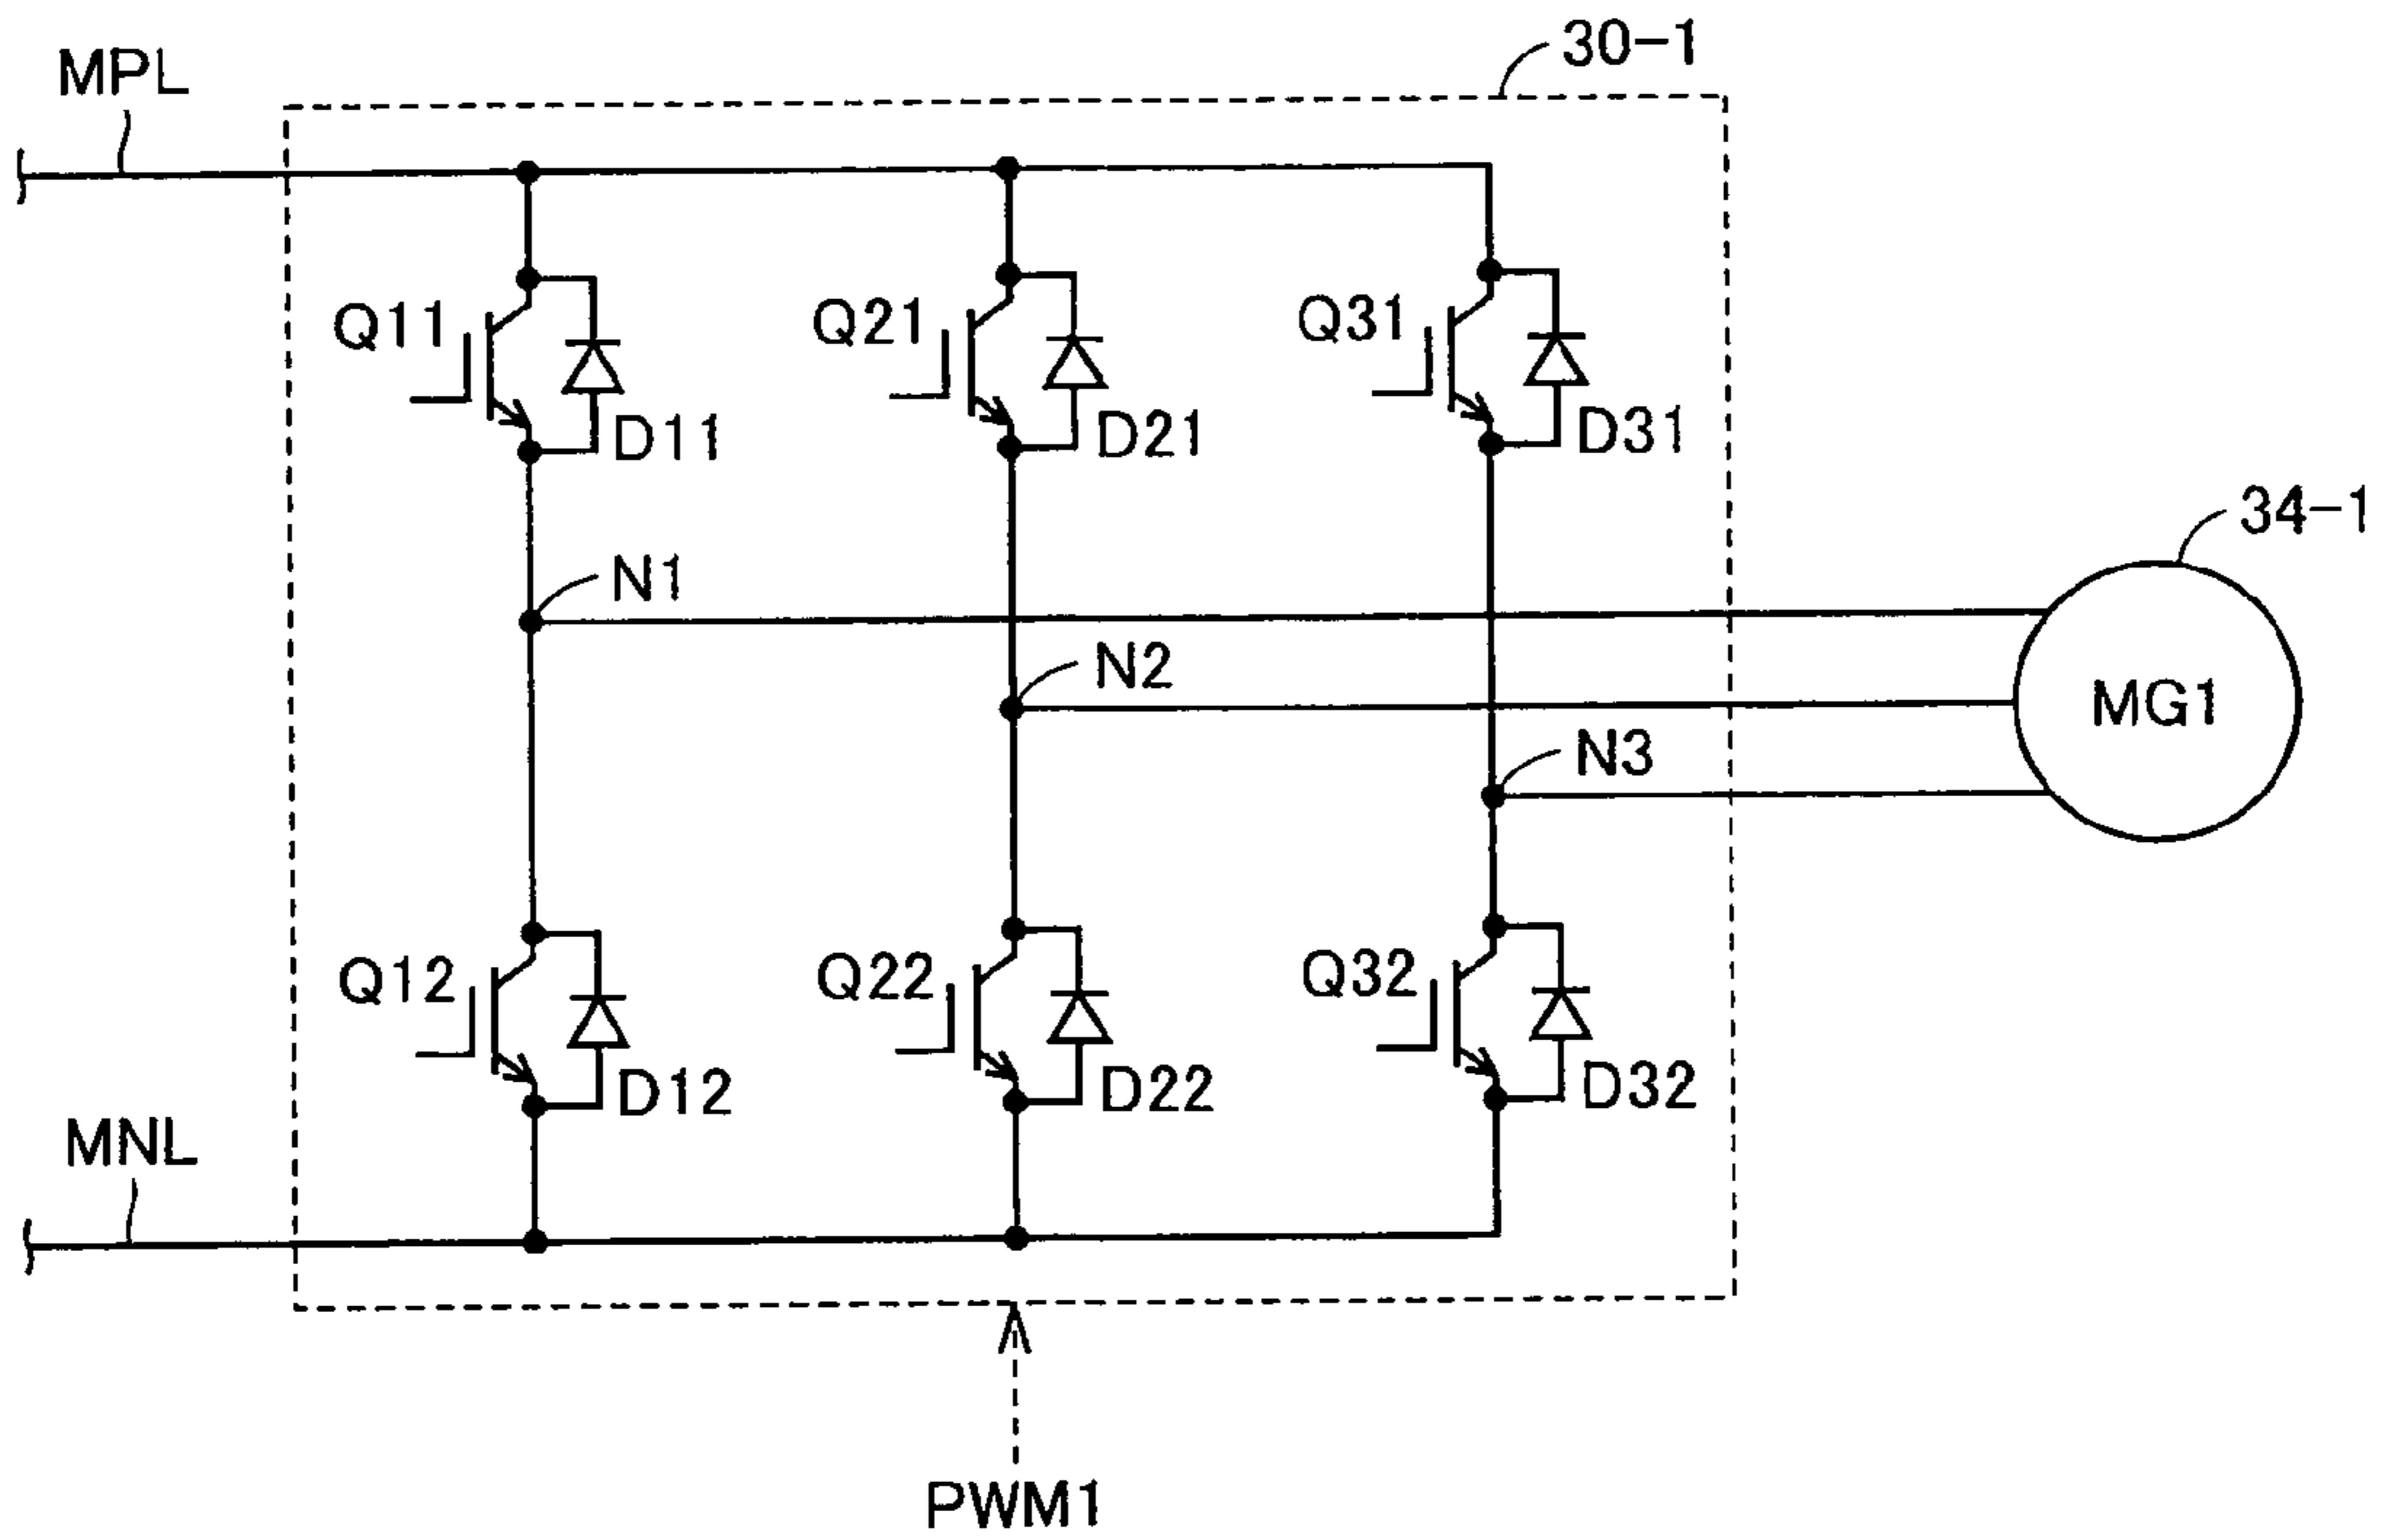 30-1
MPL
Q11
Q21
Q31
D11
D21
D31
34-1
N1
N2
MG1
N3
Q12
Q22
Q32
D12
D22
D32
MNL
PWM1